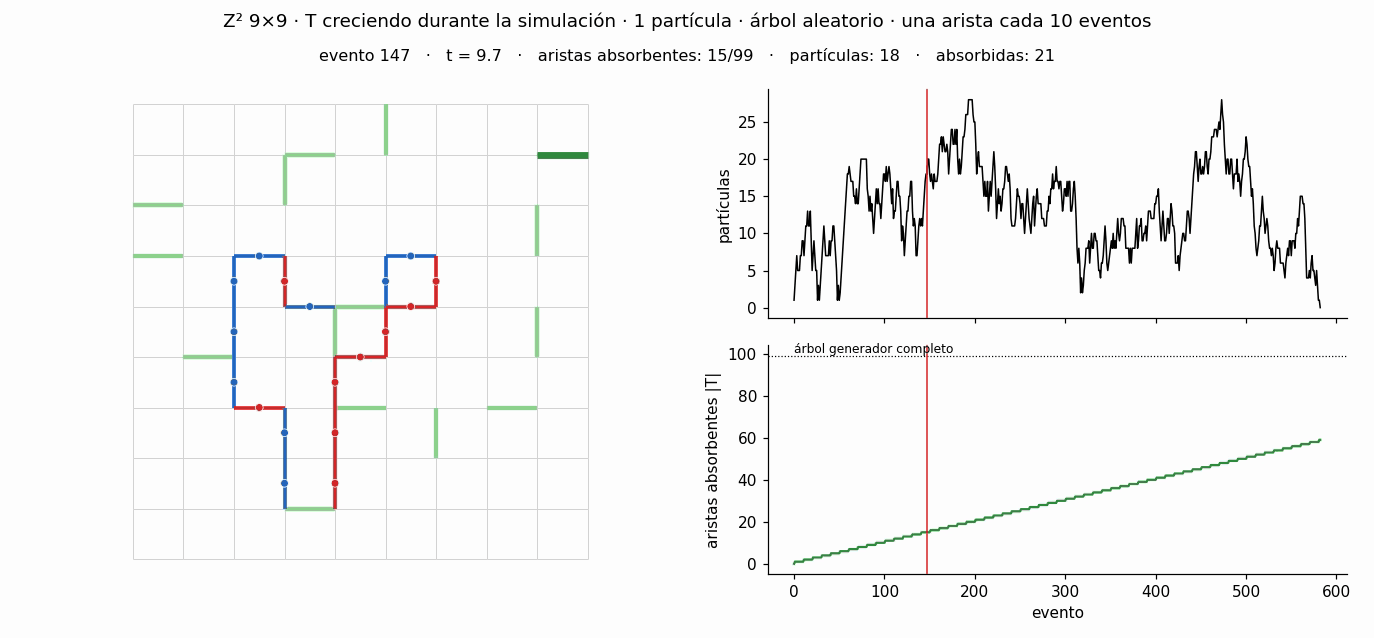 Z² 9×9 · T creciendo durante la simulación · 1 partícula · árbol aleatorio · una arista cada 10 eventos
evento 147 · t = 9.7 · aristas absorbentes: 15/99 · partículas: 18 · absorbidas: 21
partículas
25
20
15
10
5
0
árbol generador completo
aristas absorbentes |T|
100
80
60
40
20
0
0 100 200 300 400 500 600
evento